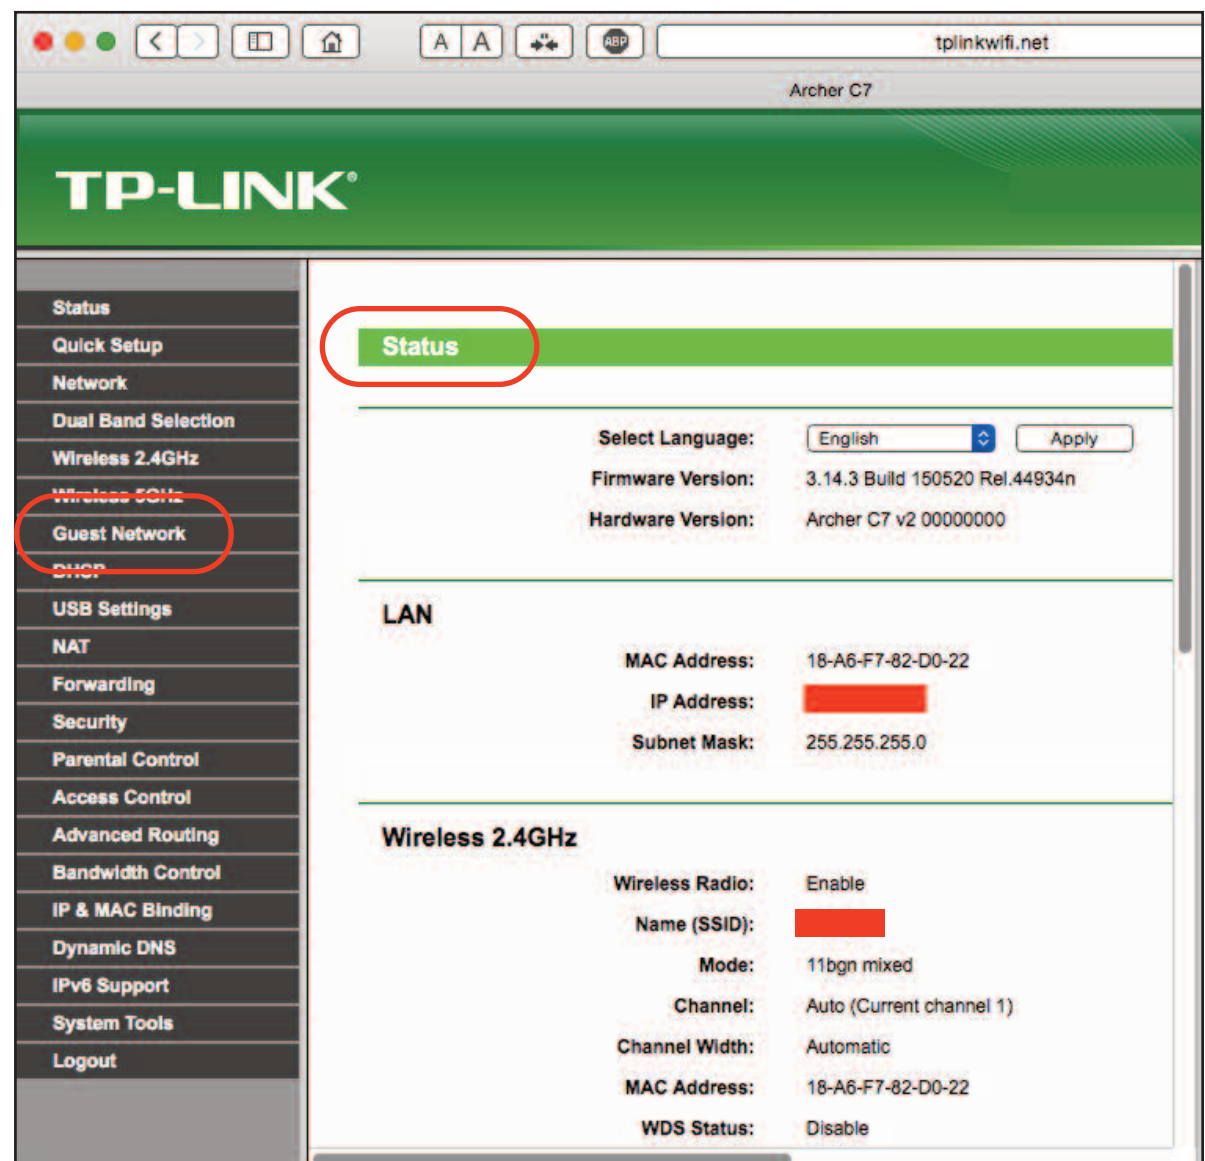 A A ABP tplinkwifi.net
Archer C7
TP-LINK®
Status
Quick Setup
Network
Dual Band Selection
Wireless 2.4GHz
Wireless 5GHz
Guest Network
DHCP
USB Settings
NAT
Forwarding
Security
Parental Control
Access Control
Advanced Routing
Bandwidth Control
IP & MAC Binding
Dynamic DNS
IPv6 Support
System Tools
Logout
Status
Select Language: English Apply
Firmware Version: 3.14.3 Build 150520 Rel.44934n
Hardware Version: Archer C7 v2 00000000
LAN
MAC Address: 18-A6-F7-82-D0-22
IP Address:
Subnet Mask: 255.255.255.0
Wireless 2.4GHz
Wireless Radio: Enable
Name (SSID):
Mode: 11bgn mixed
Channel: Auto (Current channel 1)
Channel Width: Automatic
MAC Address: 18-A6-F7-82-D0-22
WDS Status: Disable